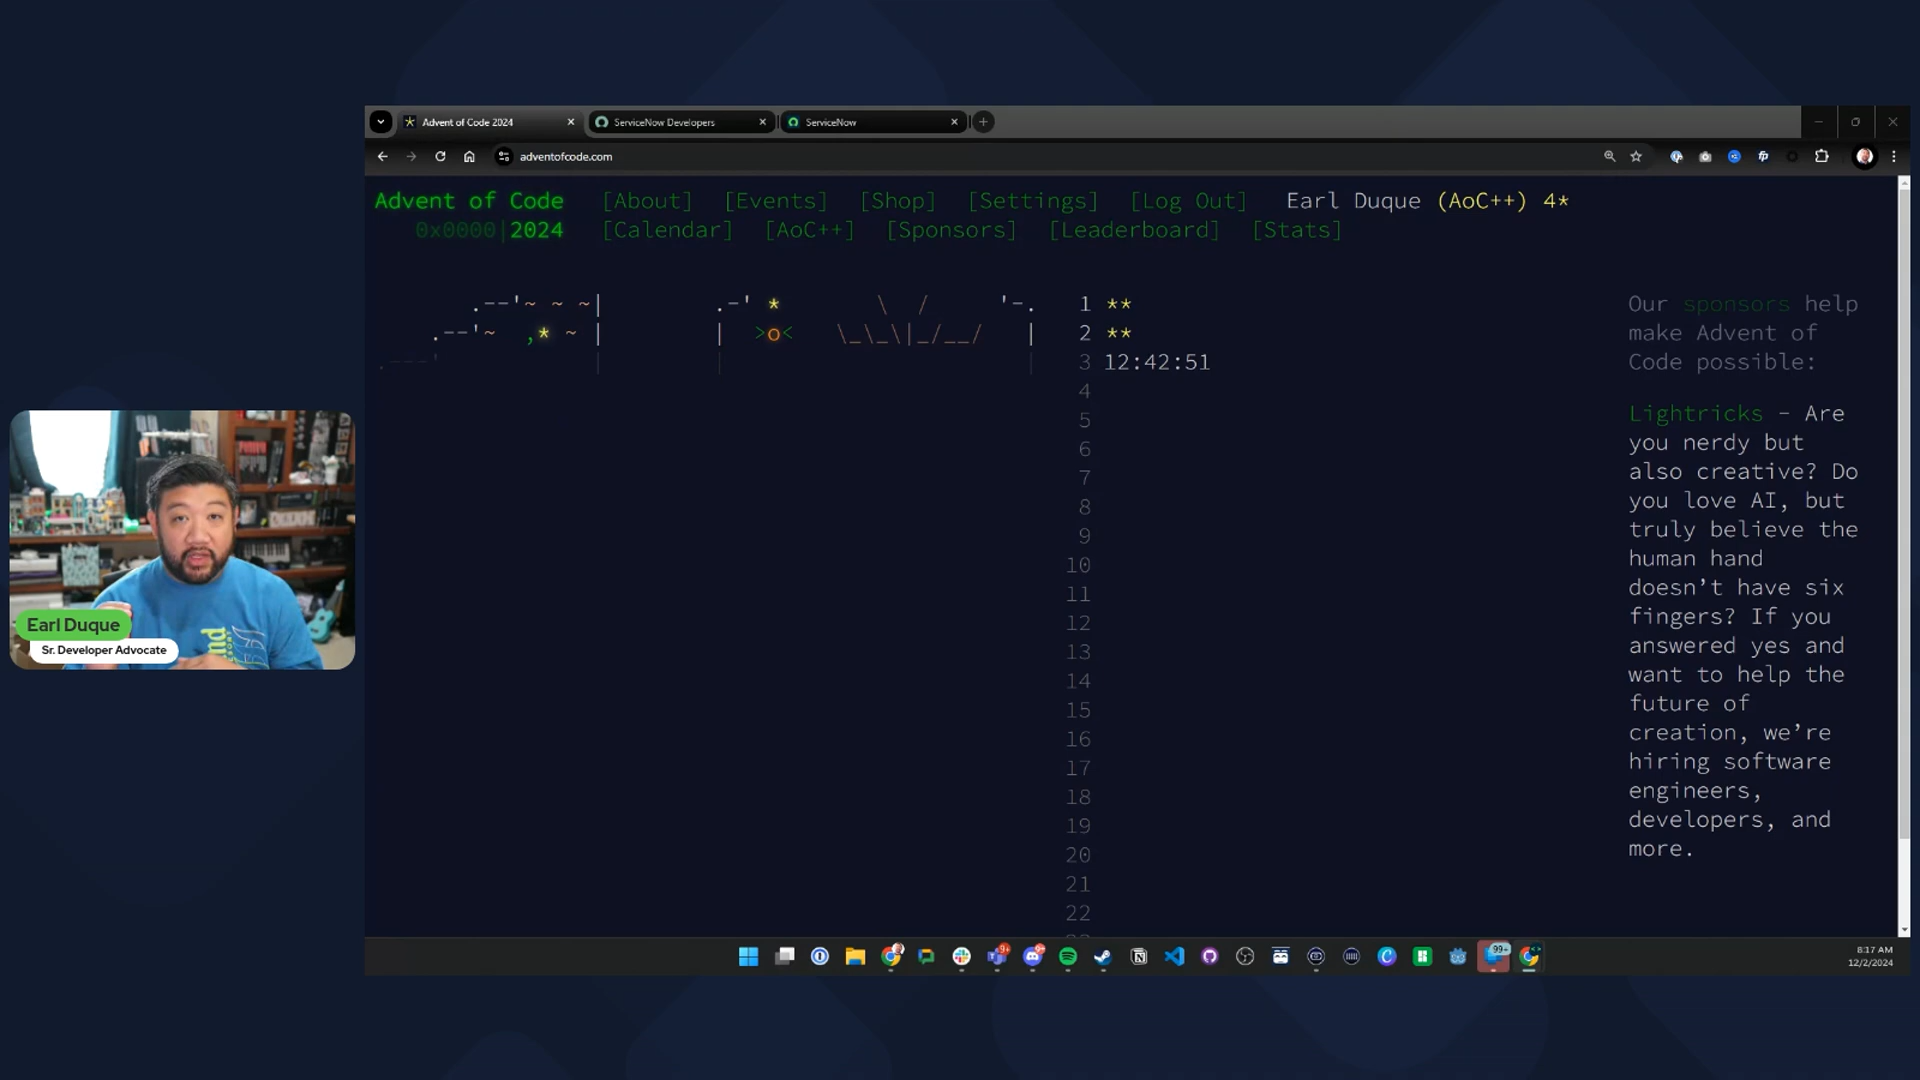 Advent of Code 2024
ServiceNow Developers
ServiceNow
adventofcode.com
Advent of Code [About] [Events] [Shop] [Settings] [Log Out] Earl Duque (AoC++) 4*
0x0000|2024 [Calendar] [AoC++] [Sponsors] [Leaderboard] [Stats]
.--'~ ~ ~| .-' * \ / '-. 1 **
.--'~ ,* ~ | | >o< \_\_\|_/__/ | 2 **
.---' | | | 3 12:42:51
4
5
6
7
8
9
10
11
12
13
14
15
16
17
18
19
20
21
22
Our sponsors help
make Advent of
Code possible:
Lightricks - Are
you nerdy but
also creative? Do
you love AI, but
truly believe the
human hand
doesn't have six
fingers? If you
answered yes and
want to help the
future of
creation, we're
hiring software
engineers,
developers, and
more.
Earl Duque
Sr. Developer Advocate
9+
9+
99+
8:17 AM
12/2/2024